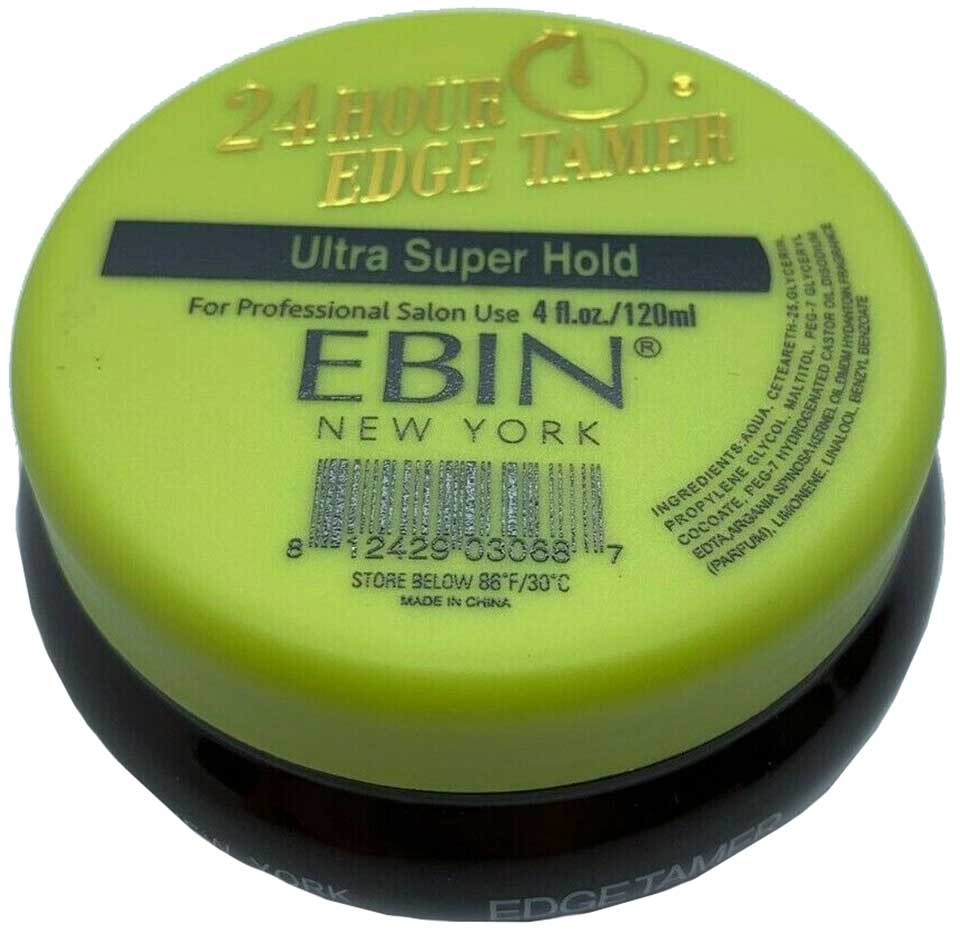 24 HOUR
EDGE TAMER
Ultra Super Hold
For Professional Salon Use 4 fl.oz./120ml
EBIN®
NEW YORK
8 12429 03068 7
STORE BELOW 86°F/30°C
MADE IN CHINA
INGREDIENTS:AQUA, CETEARETH-25,GLYCERIN,
PROPYLENE GLYCOL, MALTITOL, PEG-7 GLYCERYL
COCOATE, PEG-7 HYDROGENATED CASTOR OIL,DISODIUM
EDTA,ARGANIA SPINOSA KERNEL OIL,DMDM HYDANTOIN,FRAGRANCE
(PARFUM), LIMONENE, LINALOOL, BENZYL BENZOATE
YORK
EDGE TAMER